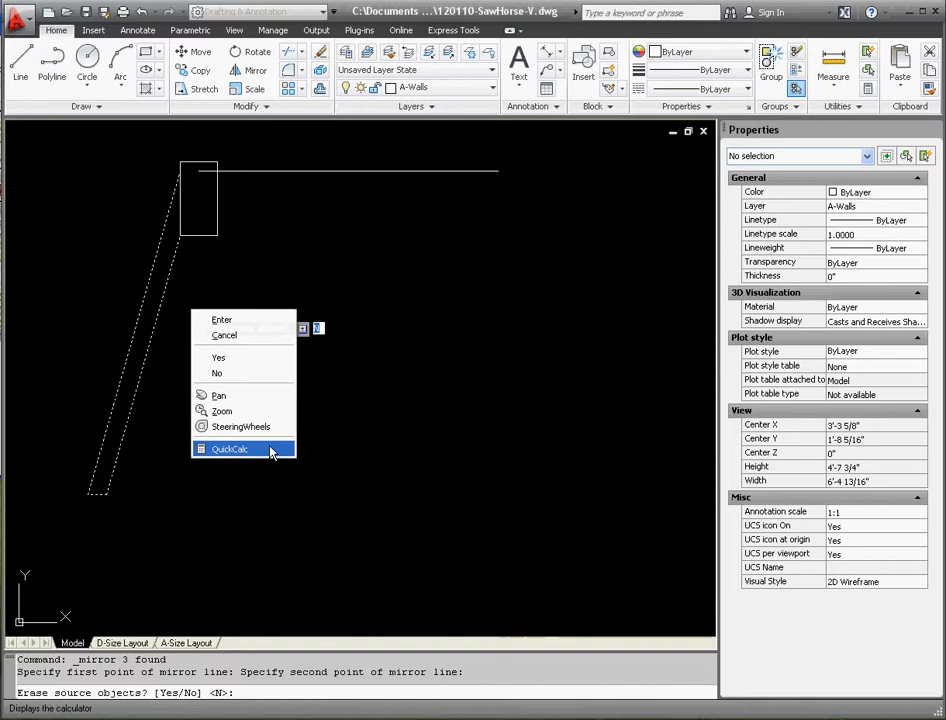 Drafting & Annotation
C:\Documents ...\120110-SawHorse-V.dwg
Type a keyword or phrase
Sign In
Home
Insert
Annotate
Parametric
View
Manage
Output
Plug-ins
Online
Express Tools
Line
Polyline
Circle
Arc
Move
Rotate
Copy
Mirror
Stretch
Scale
Unsaved Layer State
A-Walls
Text
Insert
ByLayer
ByLayer
ByLayer
Group
Measure
Paste
Draw
Modify
Layers
Annotation
Block
Properties
Groups
Utilities
Clipboard
Properties
No selection
General
Color ByLayer
Layer A-Walls
Linetype ByLayer
Linetype scale 1.0000
Lineweight ByLayer
Transparency ByLayer
Thickness 0"
3D Visualization
Material ByLayer
Shadow display Casts and Receives Sha...
Plot style
Plot style ByLayer
Plot style table None
Plot table attached to Model
Plot table type Not available
View
Center X 3'-3 5/8"
Center Y 1'-8 5/16"
Center Z 0"
Height 4'-7 3/4"
Width 6'-4 13/16"
Misc
Annotation scale 1:1
UCS icon On Yes
UCS icon at origin Yes
UCS per viewport Yes
UCS Name
Visual Style 2D Wireframe
Enter
Cancel
Yes
No
Pan
Zoom
SteeringWheels
QuickCalc
N
Y
X
Model
D-Size Layout
A-Size Layout
Command: _mirror 3 found
Specify first point of mirror line: Specify second point of mirror line:
Erase source objects? [Yes/No] <N>:
Displays the calculator